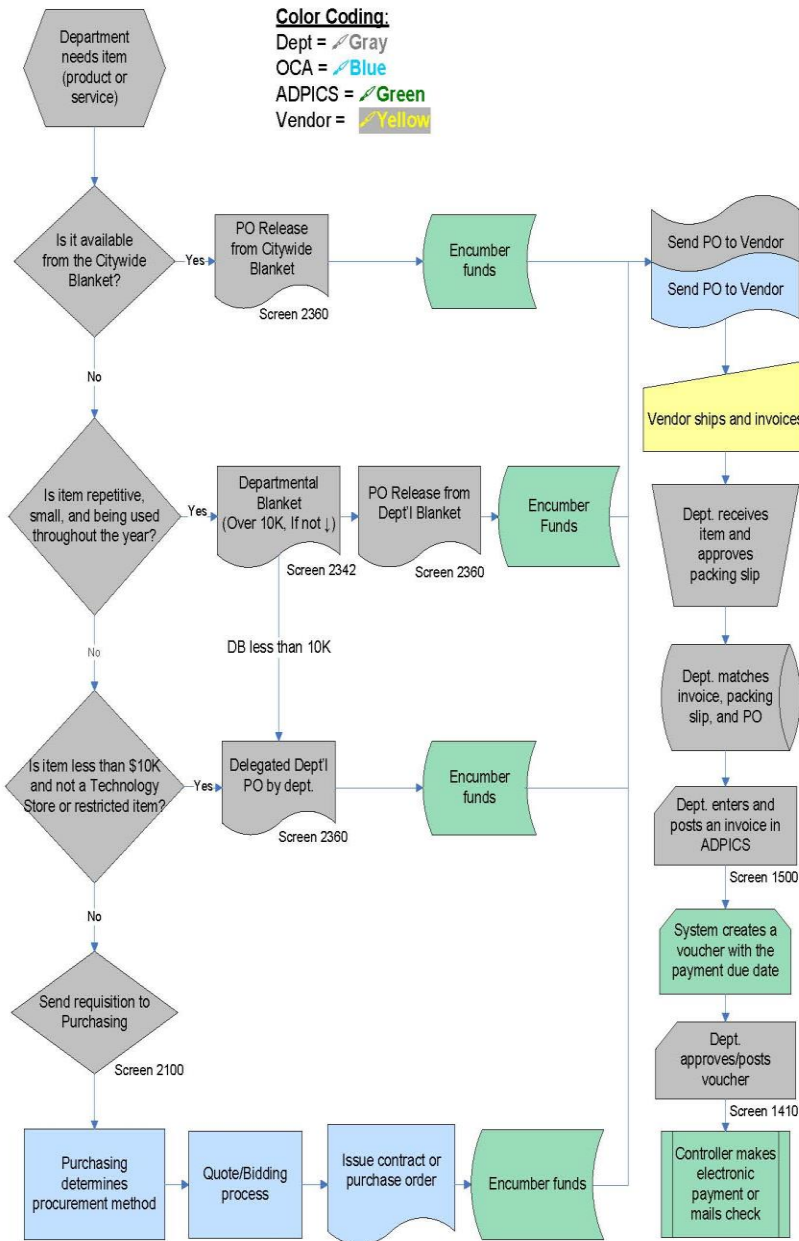 Color Coding:
Dept = Gray
OCA = Blue
ADPICS = Green
Vendor = Yellow
Department
needs item
(product or
service)
Is it available
from the Citywide
Blanket?
Yes
PO Release
from Citywide
Blanket
Screen 2360
Encumber
funds
Send PO to Vendor
Send PO to Vendor
No
Vendor ships and invoices
Is item repetitive,
small, and being used
throughout the year?
Yes
Departmental
Blanket
(Over 10K, If not ↓)
Screen 2342
PO Release from
Dept'l Blanket
Screen 2360
Encumber
Funds
Dept. receives
item and
approves
packing slip
No
DB less than 10K
Dept. matches
invoice, packing
slip, and PO
Is item less than $10K
and not a Technology
Store or restricted item?
Yes
Delegated Dept'l
PO by dept.
Screen 2360
Encumber
funds
Dept. enters and
posts an invoice in
ADPICS
Screen 1500
No
System creates a
voucher with the
payment due date
Send requisition to
Purchasing
Screen 2100
Dept.
approves/posts
voucher
Screen 1410
Purchasing
determines
procurement method
Quote/Bidding
process
Issue contract or
purchase order
Encumber funds
Controller makes
electronic
payment or
mails check